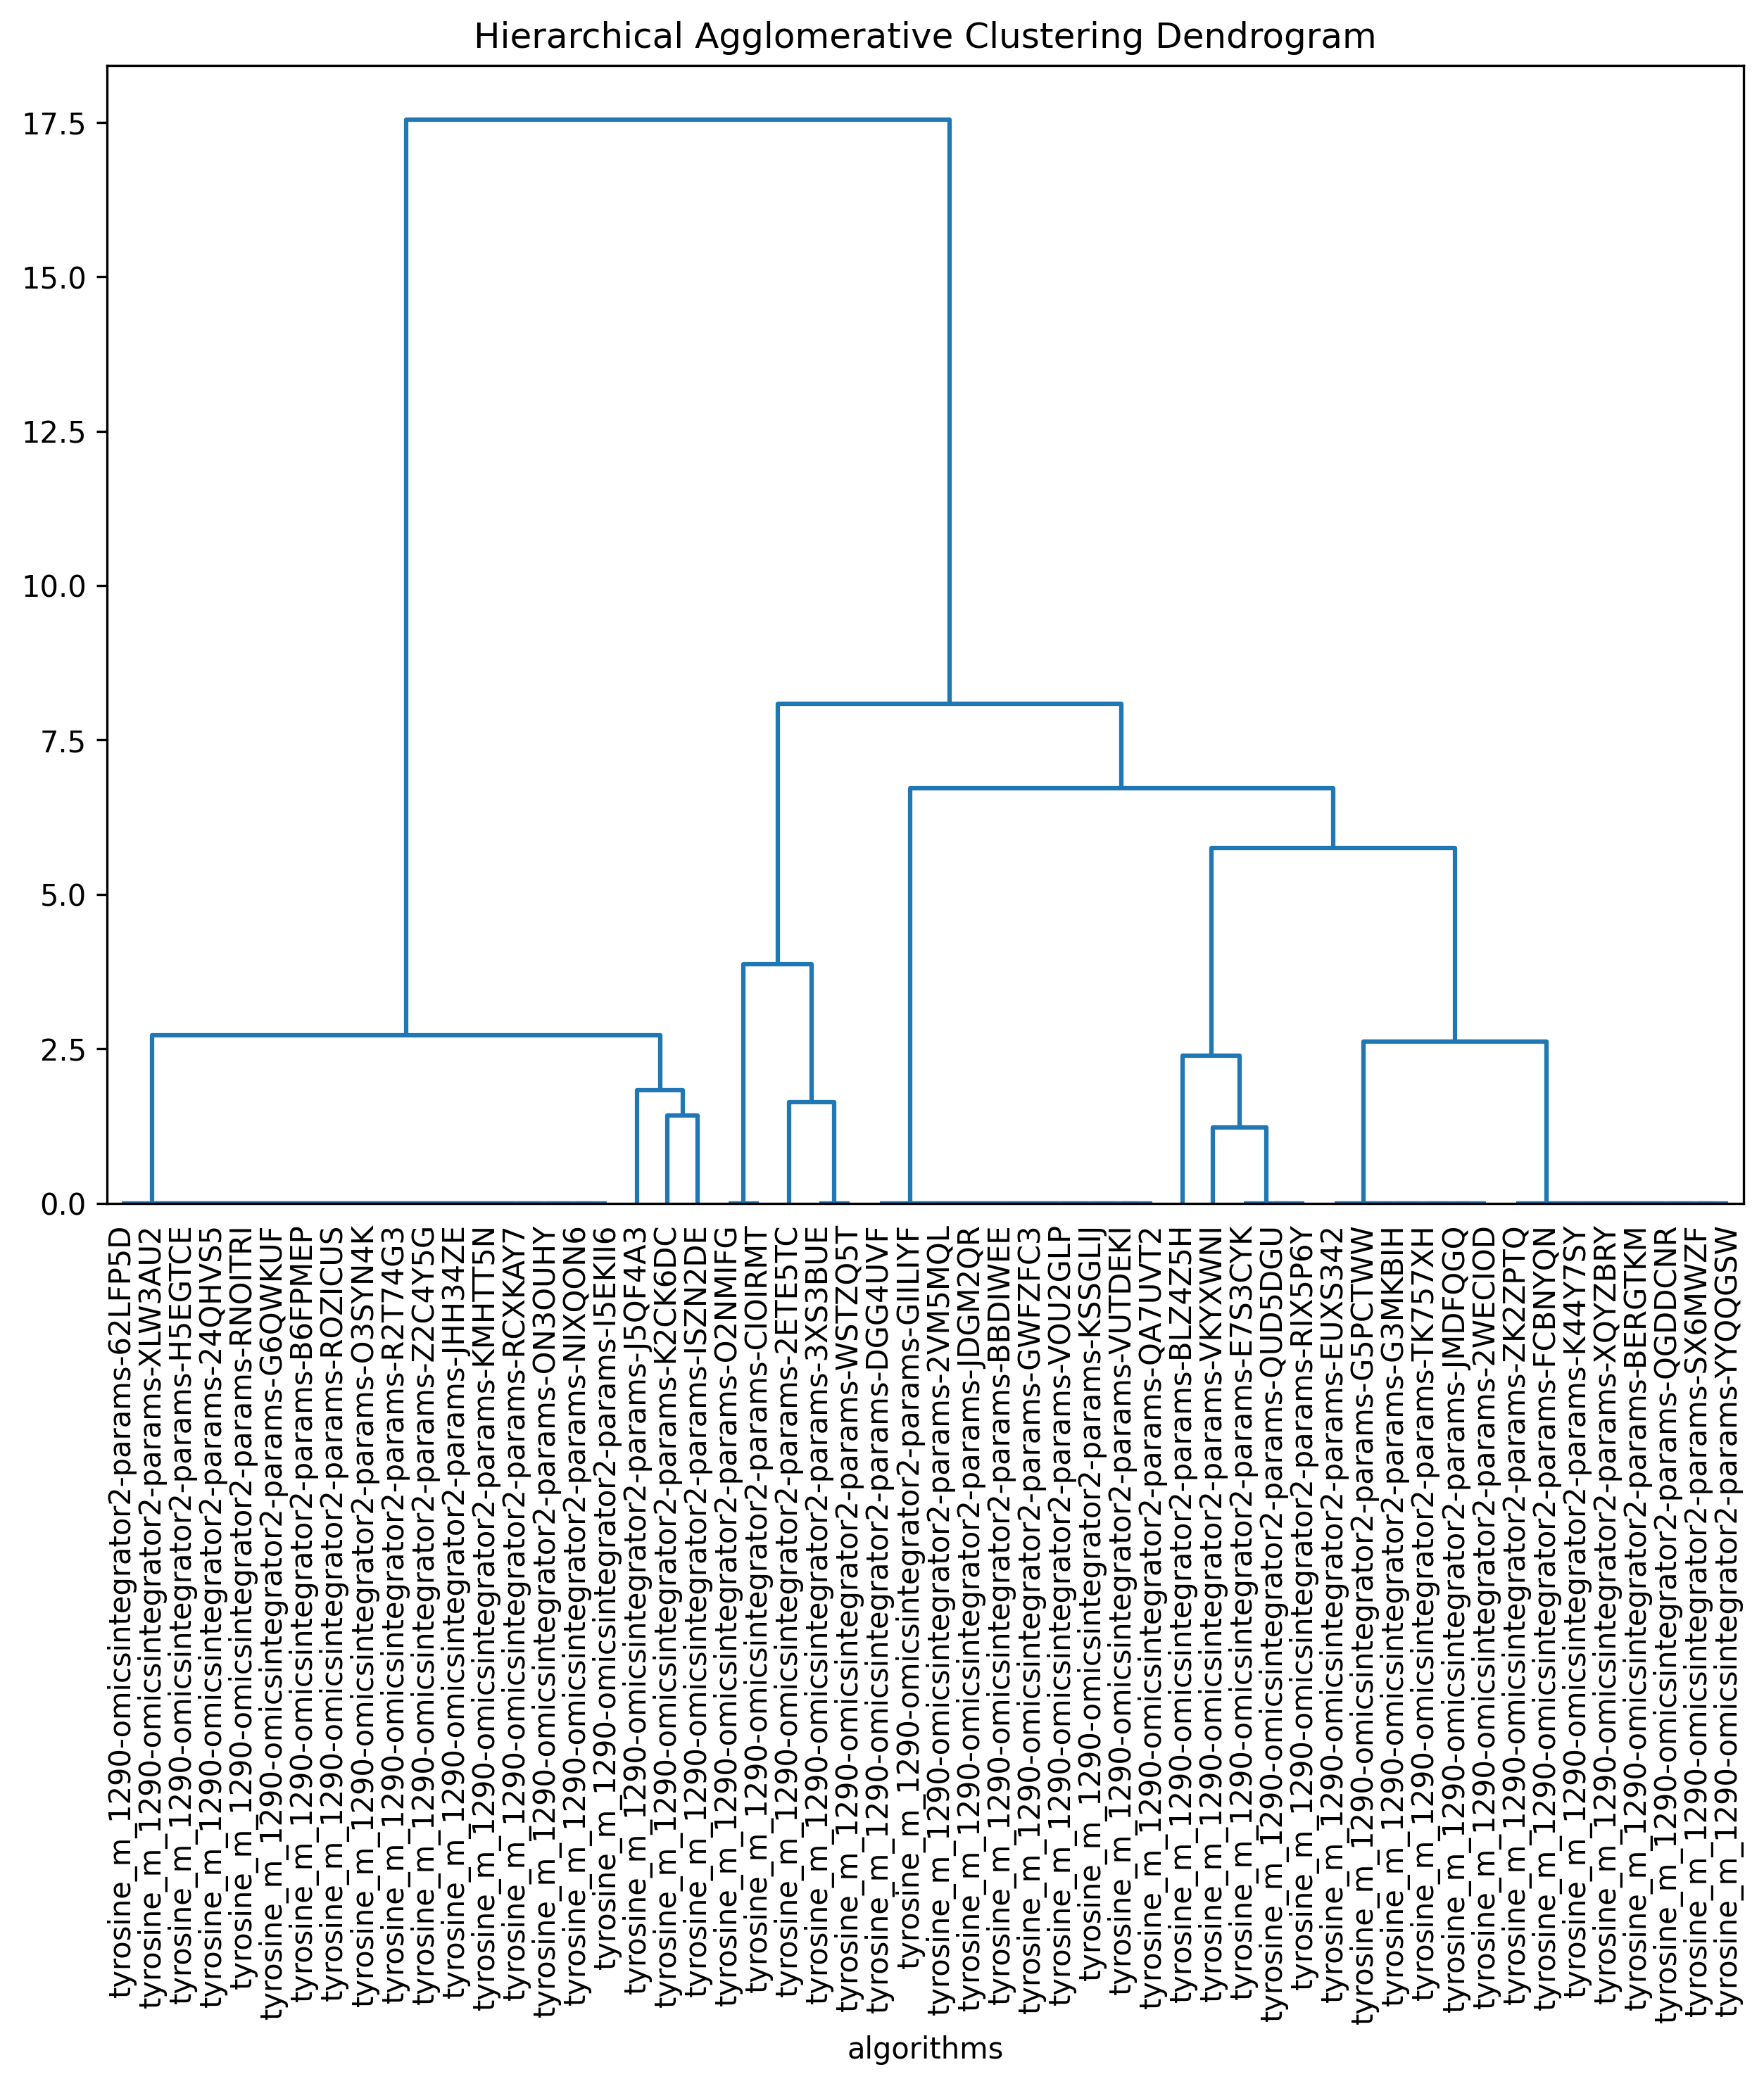 Hierarchical Agglomerative Clustering Dendrogram
17.5
15.0
12.5
10.0
7.5
5.0
2.5
0.0
tyrosine_m_1290-omicsintegrator2-params-62LFP5D
tyrosine_m_1290-omicsintegrator2-params-XLW3AU2
tyrosine_m_1290-omicsintegrator2-params-H5EGTCE
tyrosine_m_1290-omicsintegrator2-params-24QHVS5
tyrosine_m_1290-omicsintegrator2-params-RNOITRI
tyrosine_m_1290-omicsintegrator2-params-G6QWKUF
tyrosine_m_1290-omicsintegrator2-params-B6FPMEP
tyrosine_m_1290-omicsintegrator2-params-ROZICUS
tyrosine_m_1290-omicsintegrator2-params-O3SYN4K
tyrosine_m_1290-omicsintegrator2-params-R2T74G3
tyrosine_m_1290-omicsintegrator2-params-Z2C4Y5G
tyrosine_m_1290-omicsintegrator2-params-JHH34ZE
tyrosine_m_1290-omicsintegrator2-params-KMHTT5N
tyrosine_m_1290-omicsintegrator2-params-RCXKAY7
tyrosine_m_1290-omicsintegrator2-params-ON3OUHY
tyrosine_m_1290-omicsintegrator2-params-NIXQON6
tyrosine_m_1290-omicsintegrator2-params-I5EKII6
tyrosine_m_1290-omicsintegrator2-params-J5QF4A3
tyrosine_m_1290-omicsintegrator2-params-K2CK6DC
tyrosine_m_1290-omicsintegrator2-params-ISZN2DE
tyrosine_m_1290-omicsintegrator2-params-O2NMIFG
tyrosine_m_1290-omicsintegrator2-params-CIOIRMT
tyrosine_m_1290-omicsintegrator2-params-2ETE5TC
tyrosine_m_1290-omicsintegrator2-params-3XS3BUE
tyrosine_m_1290-omicsintegrator2-params-WSTZQ5T
tyrosine_m_1290-omicsintegrator2-params-DGG4UVF
tyrosine_m_1290-omicsintegrator2-params-GIILIYF
tyrosine_m_1290-omicsintegrator2-params-2VM5MQL
tyrosine_m_1290-omicsintegrator2-params-JDGM2QR
tyrosine_m_1290-omicsintegrator2-params-BBDIWEE
tyrosine_m_1290-omicsintegrator2-params-GWFZFC3
tyrosine_m_1290-omicsintegrator2-params-VOU2GLP
tyrosine_m_1290-omicsintegrator2-params-KSSGLIJ
tyrosine_m_1290-omicsintegrator2-params-VUTDEKI
tyrosine_m_1290-omicsintegrator2-params-QA7UVT2
tyrosine_m_1290-omicsintegrator2-params-BLZ4Z5H
tyrosine_m_1290-omicsintegrator2-params-VKYXWNI
tyrosine_m_1290-omicsintegrator2-params-E7S3CYK
tyrosine_m_1290-omicsintegrator2-params-QUD5DGU
tyrosine_m_1290-omicsintegrator2-params-RIX5P6Y
tyrosine_m_1290-omicsintegrator2-params-EUXS342
tyrosine_m_1290-omicsintegrator2-params-G5PCTWW
tyrosine_m_1290-omicsintegrator2-params-G3MKBIH
tyrosine_m_1290-omicsintegrator2-params-TK757XH
tyrosine_m_1290-omicsintegrator2-params-JMDFQGQ
tyrosine_m_1290-omicsintegrator2-params-2WECIOD
tyrosine_m_1290-omicsintegrator2-params-ZK2ZPTQ
tyrosine_m_1290-omicsintegrator2-params-FCBNYQN
tyrosine_m_1290-omicsintegrator2-params-K44Y7SY
tyrosine_m_1290-omicsintegrator2-params-XQYZBRY
tyrosine_m_1290-omicsintegrator2-params-BERGTKM
tyrosine_m_1290-omicsintegrator2-params-QGDDCNR
tyrosine_m_1290-omicsintegrator2-params-SX6MWZF
tyrosine_m_1290-omicsintegrator2-params-YYQQGSW
algorithms